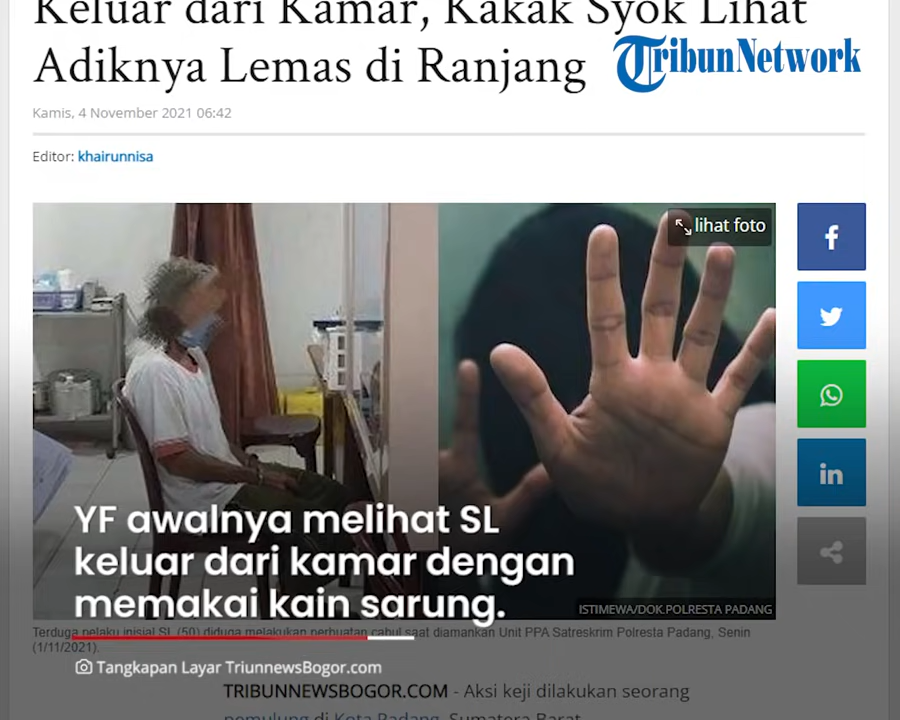 Keluar dari Kamar, Kakak Syok Lihat
Adiknya Lemas di Ranjang
TribunNetwork
Kamis, 4 November 2021 06:42
Editor: khairunnisa
lihat foto
YF awalnya melihat SL
keluar dari kamar dengan
memakai kain sarung.
ISTIMEWA/DOK.POLRESTA PADANG
Terduga pelaku inisial SL (50) diduga melakukan perbuatan cabul saat diamankan Unit PPA Satreskrim Polresta Padang, Senin
(1/11/2021).
Tangkapan Layar TriunnewsBogor.com
TRIBUNNEWSBOGOR.COM - Aksi keji dilakukan seorang
pemulung di Kota Padang, Sumatera Barat